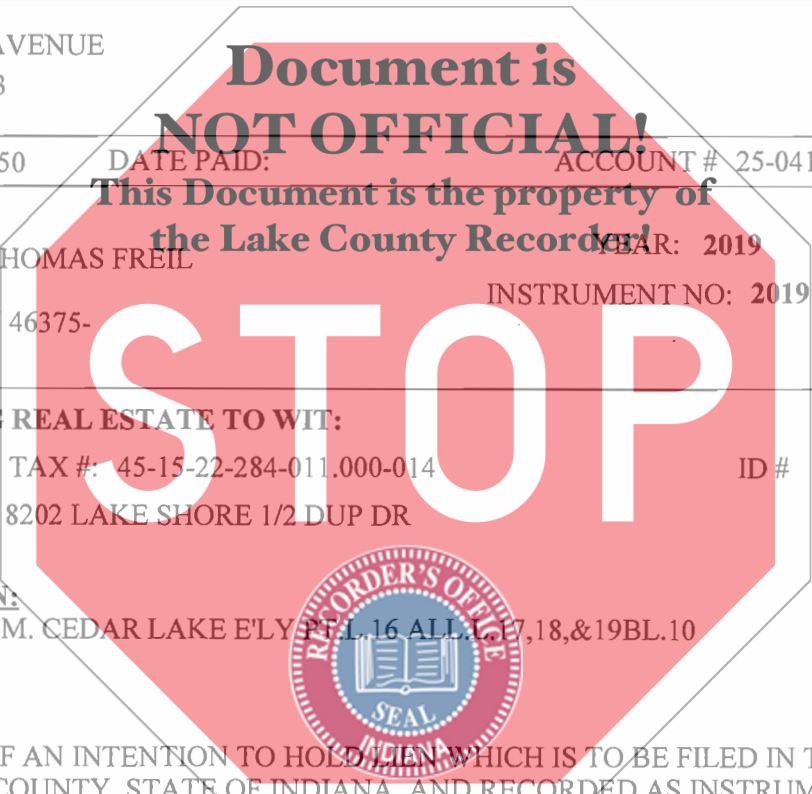 AVENUE
Document is
NOT OFFICIAL!
50 DATE PAID: ACCOUNT # 25-041
This Document is the property of
the Lake County Recorder!
YEAR: 2019
HOMAS FREIL
INSTRUMENT NO: 2019
46375-
STOP
REAL ESTATE TO WIT:
TAX #: 45-15-22-284-011.000-014 ID #
8202 LAKE SHORE 1/2 DUP DR
N:
M. CEDAR LAKE E'LY PT.L.16 ALL.L.17,18,&19BL.10
RECORDER'S OFFICE
SEAL
INDIANA
F AN INTENTION TO HOLD LIEN WHICH IS TO BE FILED IN T
COUNTY, STATE OF INDIANA, AND RECORDED AS INSTRUM